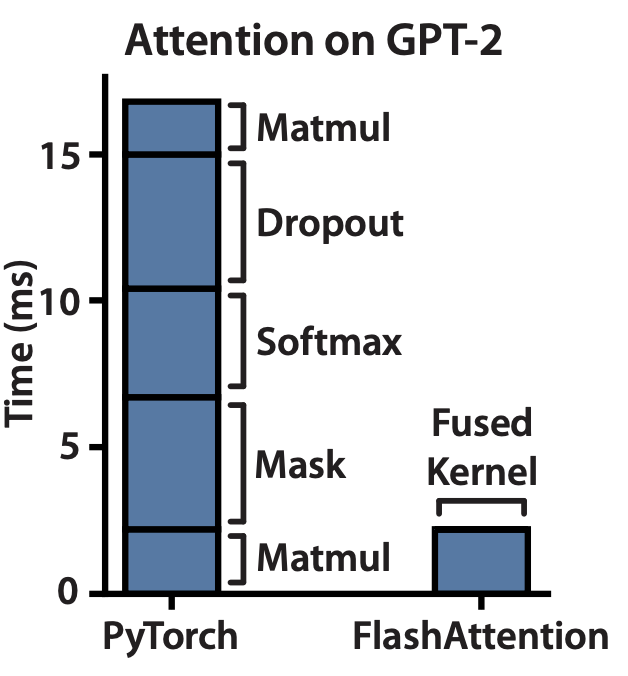 Attention on GPT-2
Time (ms)
15
10
5
0
Matmul
Dropout
Softmax
Mask
Matmul
Fused
Kernel
PyTorch
FlashAttention